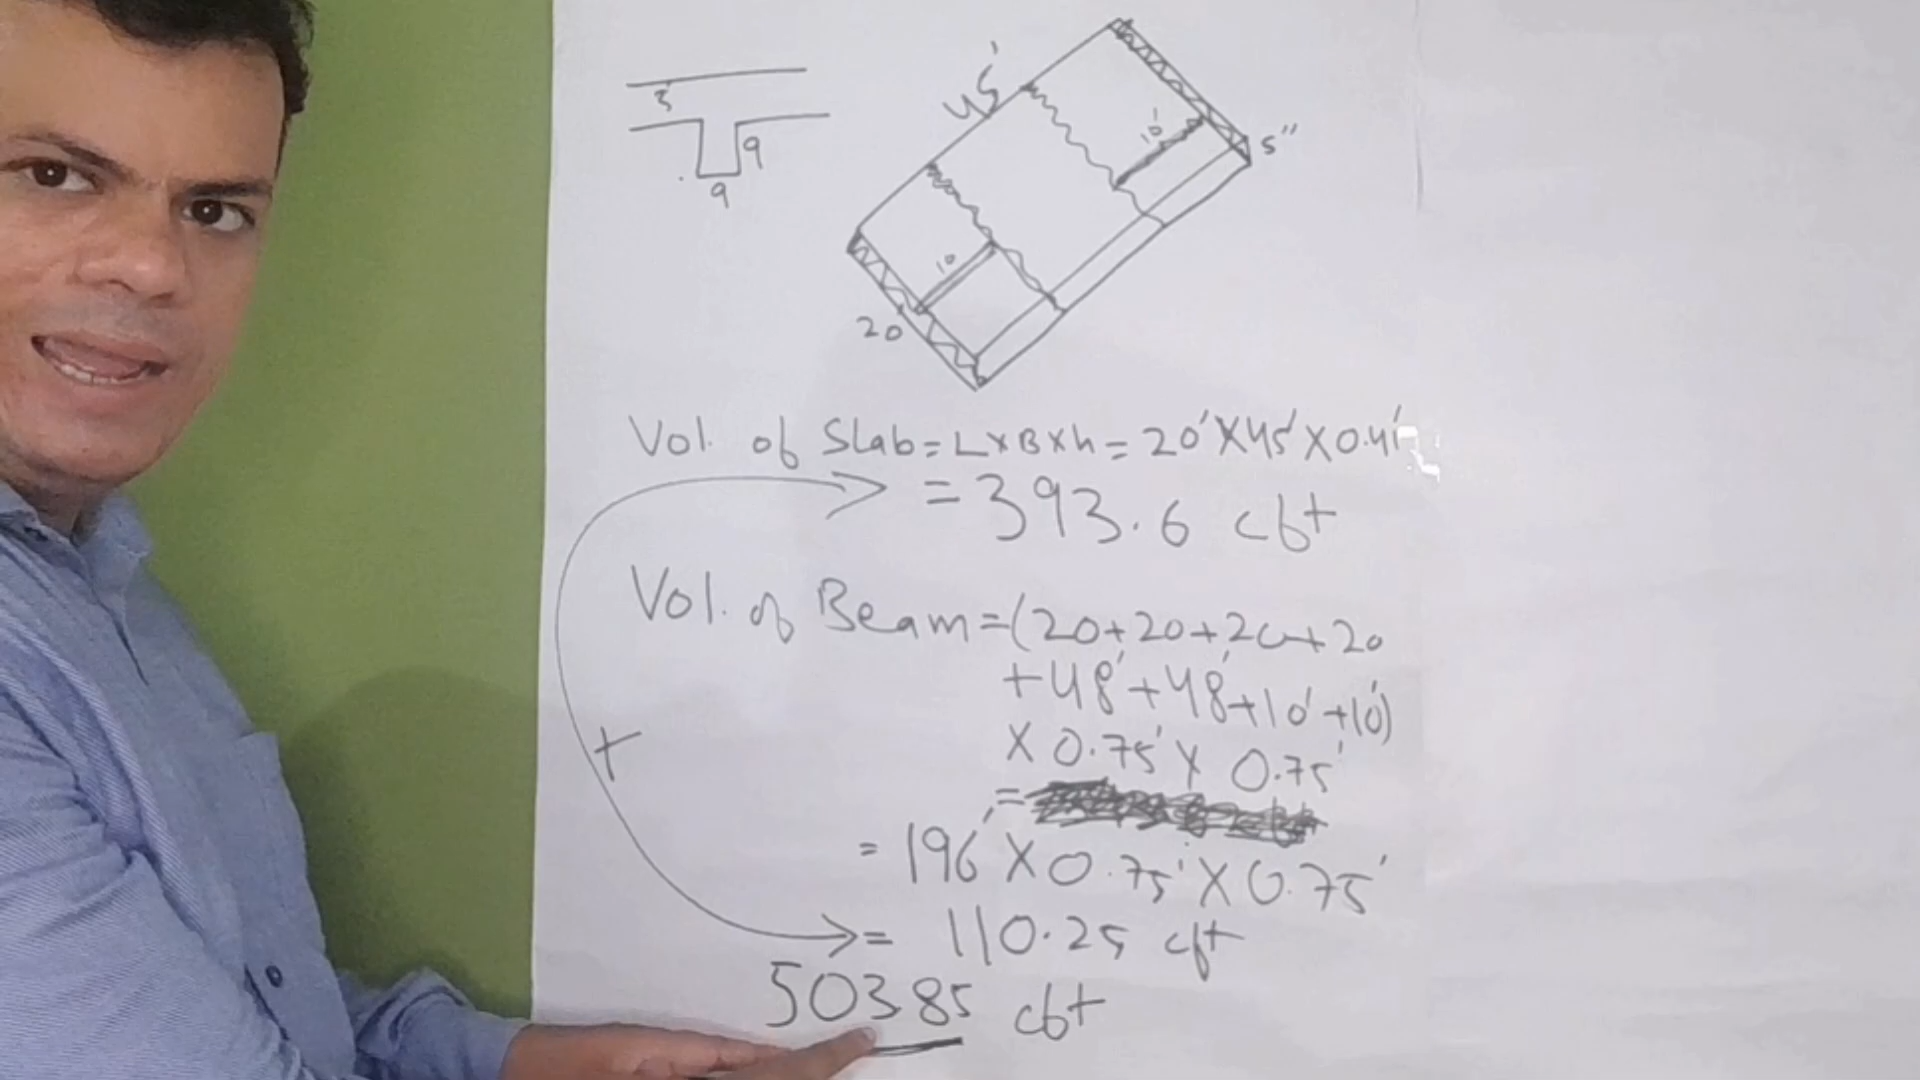 45'
10'
5"
5
9
9
10
20
Vol. of Slab = L×B×h = 20'×45'×0.41'
= 393.6 cft
Vol. of Beam = (20+20+20+20
+48'+48'+10'+10')
× 0.75' × 0.75'
=
= 196' × 0.75' × 0.75'
+
= 110.25 cft
503.85 cft